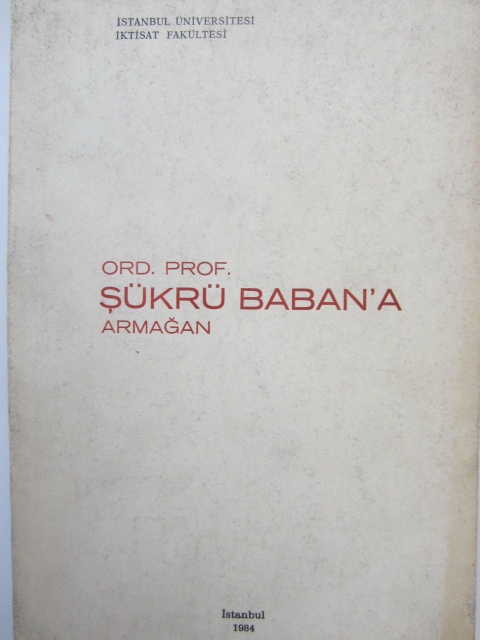 İSTANBUL ÜNİVERSİTESİ
İKTİSAT FAKÜLTESİ
ORD. PROF.
ŞÜKRÜ BABAN'A
ARMAĞAN
İstanbul
1984